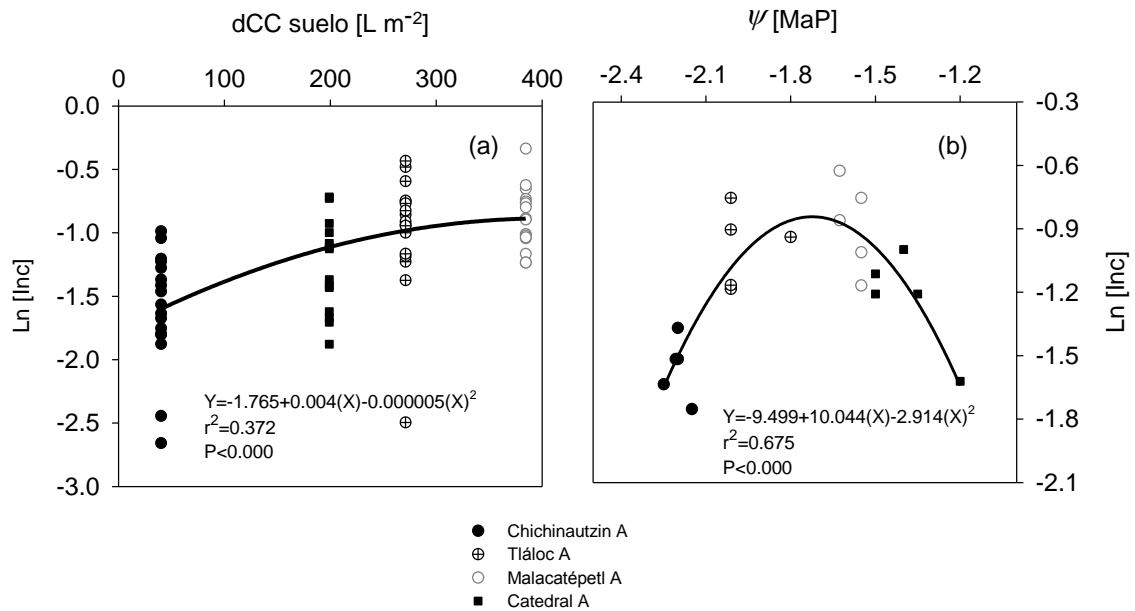 dCC suelo [L m-2]
0 100 200 300 400
0.0
-0.5
-1.0
-1.5
-2.0
-2.5
-3.0
Ln [Inc]
(a)
Y=-1.765+0.004(X)-0.000005(X)2
r2=0.372
P<0.000
ψ [MaP]
-2.4 -2.1 -1.8 -1.5 -1.2
-0.3
-0.6
-0.9
-1.2
-1.5
-1.8
-2.1
Ln [Inc]
(b)
Y=-9.499+10.044(X)-2.914(X)2
r2=0.675
P<0.000
Chichinautzin A
Tláloc A
Malacatépetl A
Catedral A